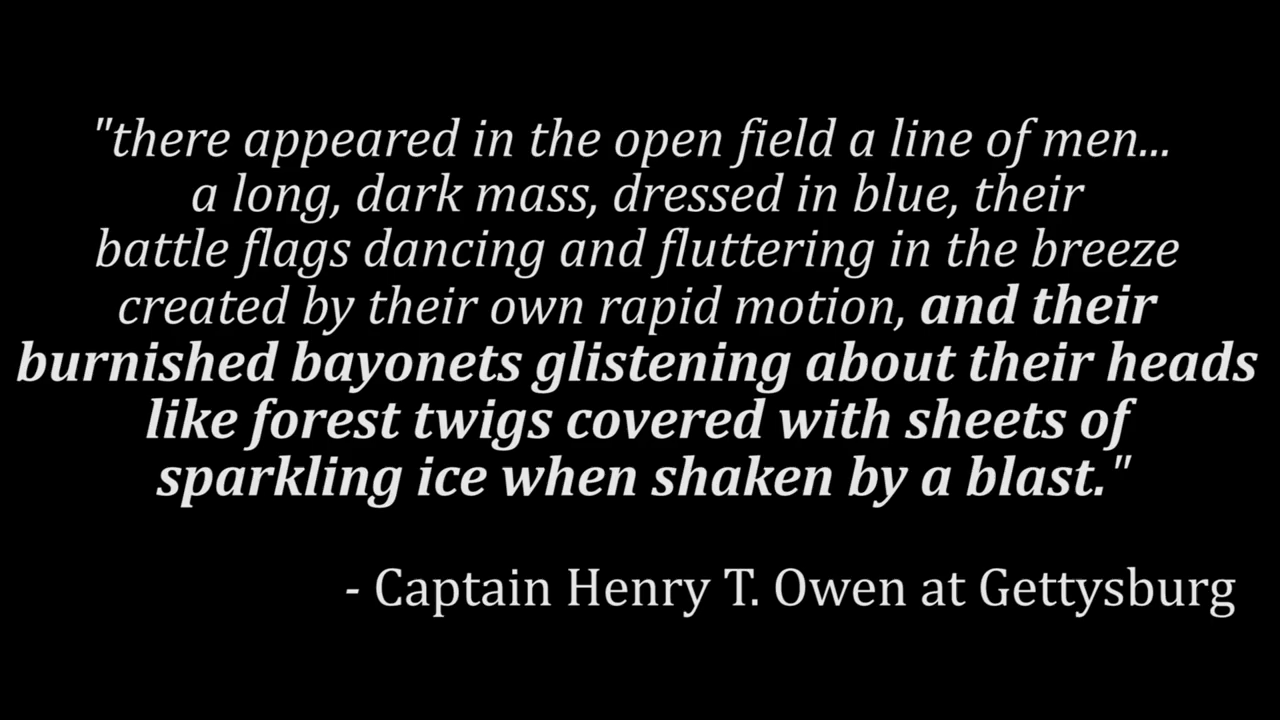 "there appeared in the open field a line of men...
a long, dark mass, dressed in blue, their
battle flags dancing and fluttering in the breeze
created by their own rapid motion, and their
burnished bayonets glistening about their heads
like forest twigs covered with sheets of
sparkling ice when shaken by a blast."
- Captain Henry T. Owen at Gettysburg